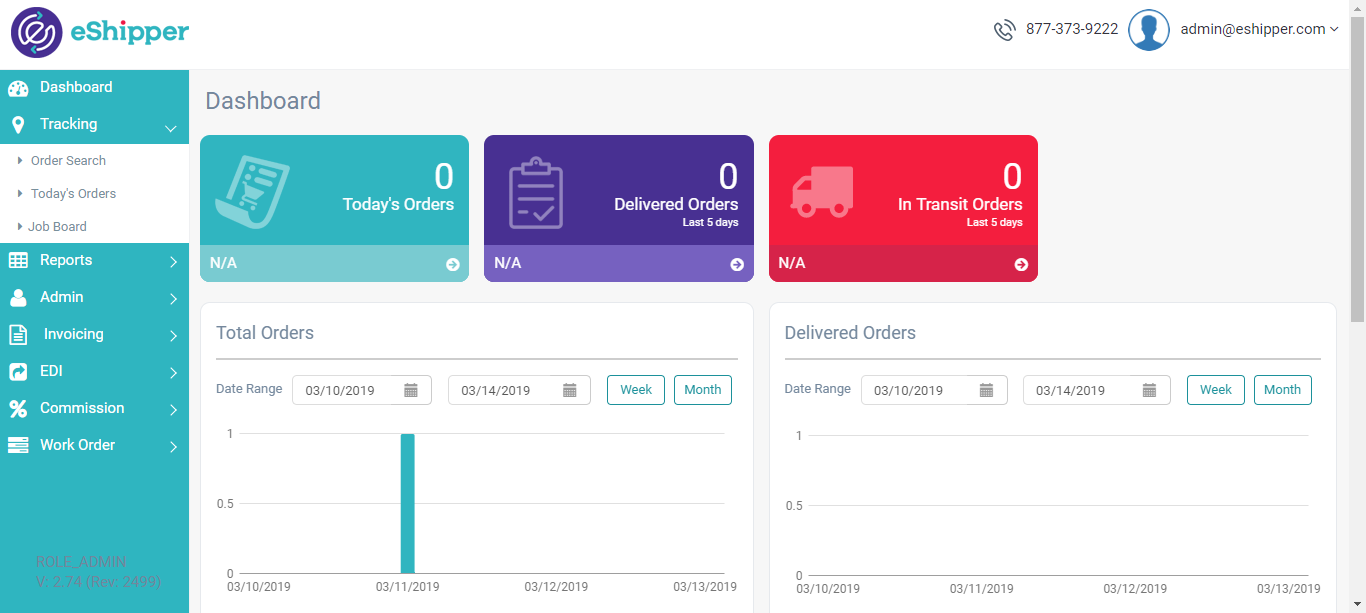 eShipper
877-373-9222
admin@eshipper.com
Dashboard
Tracking
Order Search
Today's Orders
Job Board
Reports
Admin
Invoicing
EDI
Commission
Work Order
ROLE_ADMIN
V: 2.74 (Rev: 2499)
Dashboard
0
Today's Orders
N/A
0
Delivered Orders
Last 5 days
N/A
0
In Transit Orders
Last 5 days
N/A
Total Orders
Date Range 03/10/2019 03/14/2019 Week Month
1
0.5
0
03/10/2019 03/11/2019 03/12/2019 03/13/2019
Delivered Orders
Date Range 03/10/2019 03/14/2019 Week Month
1
0.5
0
03/10/2019 03/11/2019 03/12/2019 03/13/2019